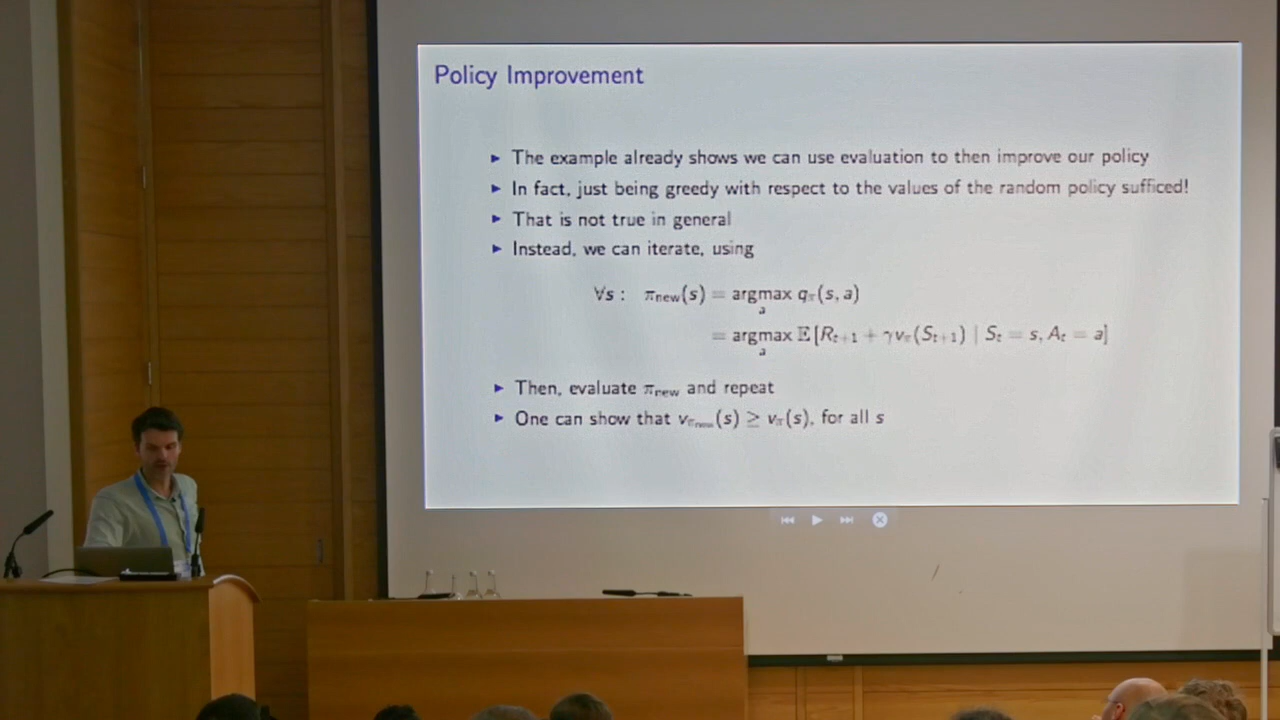 Policy Improvement
► The example already shows we can use evaluation to then improve our policy
► In fact, just being greedy with respect to the values of the random policy sufficed!
► That is not true in general
► Instead, we can iterate, using
∀s : π_new(s) = argmax_a q_π(s, a)
= argmax_a 𝔼[R_{t+1} + γv_π(S_{t+1}) | S_t = s, A_t = a]
► Then, evaluate π_new and repeat
► One can show that v_{π_new}(s) ≥ v_π(s), for all s